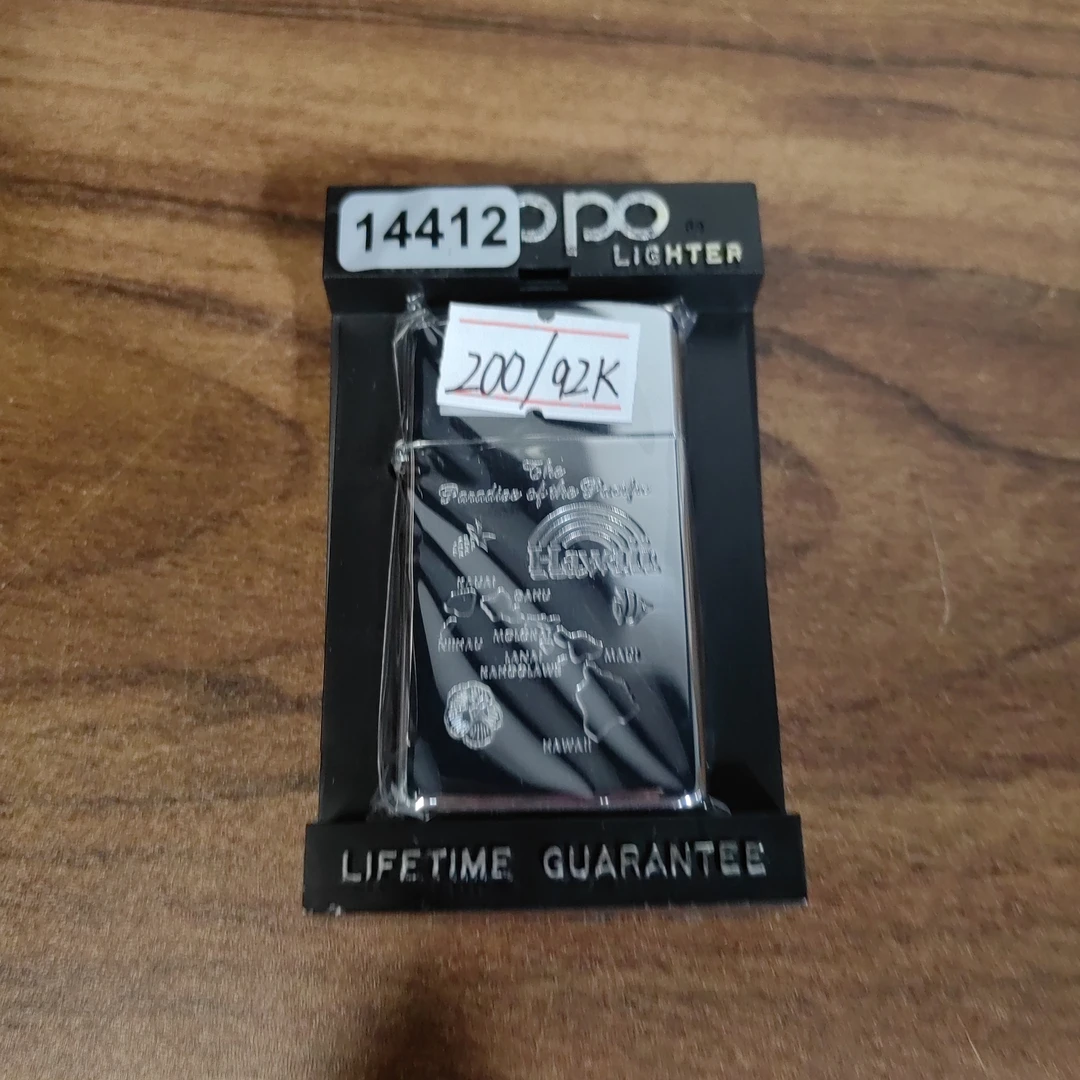 14412
ppo
LIGHTER
200/92K
The
Paradise of the Pacific
Hawaii
KAUAI
OAHU
NIIHAU
MOLOKAI
LANAI
MAUI
KAHOOLAWE
HAWAII
LIFETIME GUARANTEE